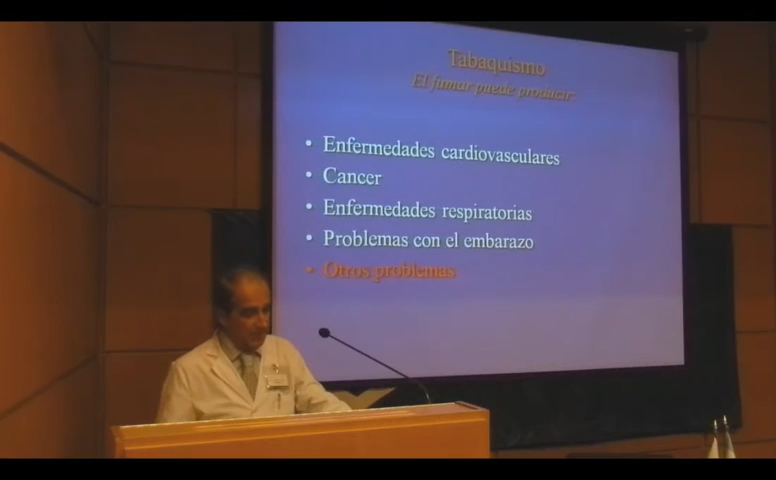 Tabaquismo
El fumar puede producir:
• Enfermedades cardiovasculares
• Cancer
• Enfermedades respiratorias
• Problemas con el embarazo
• Otros problemas